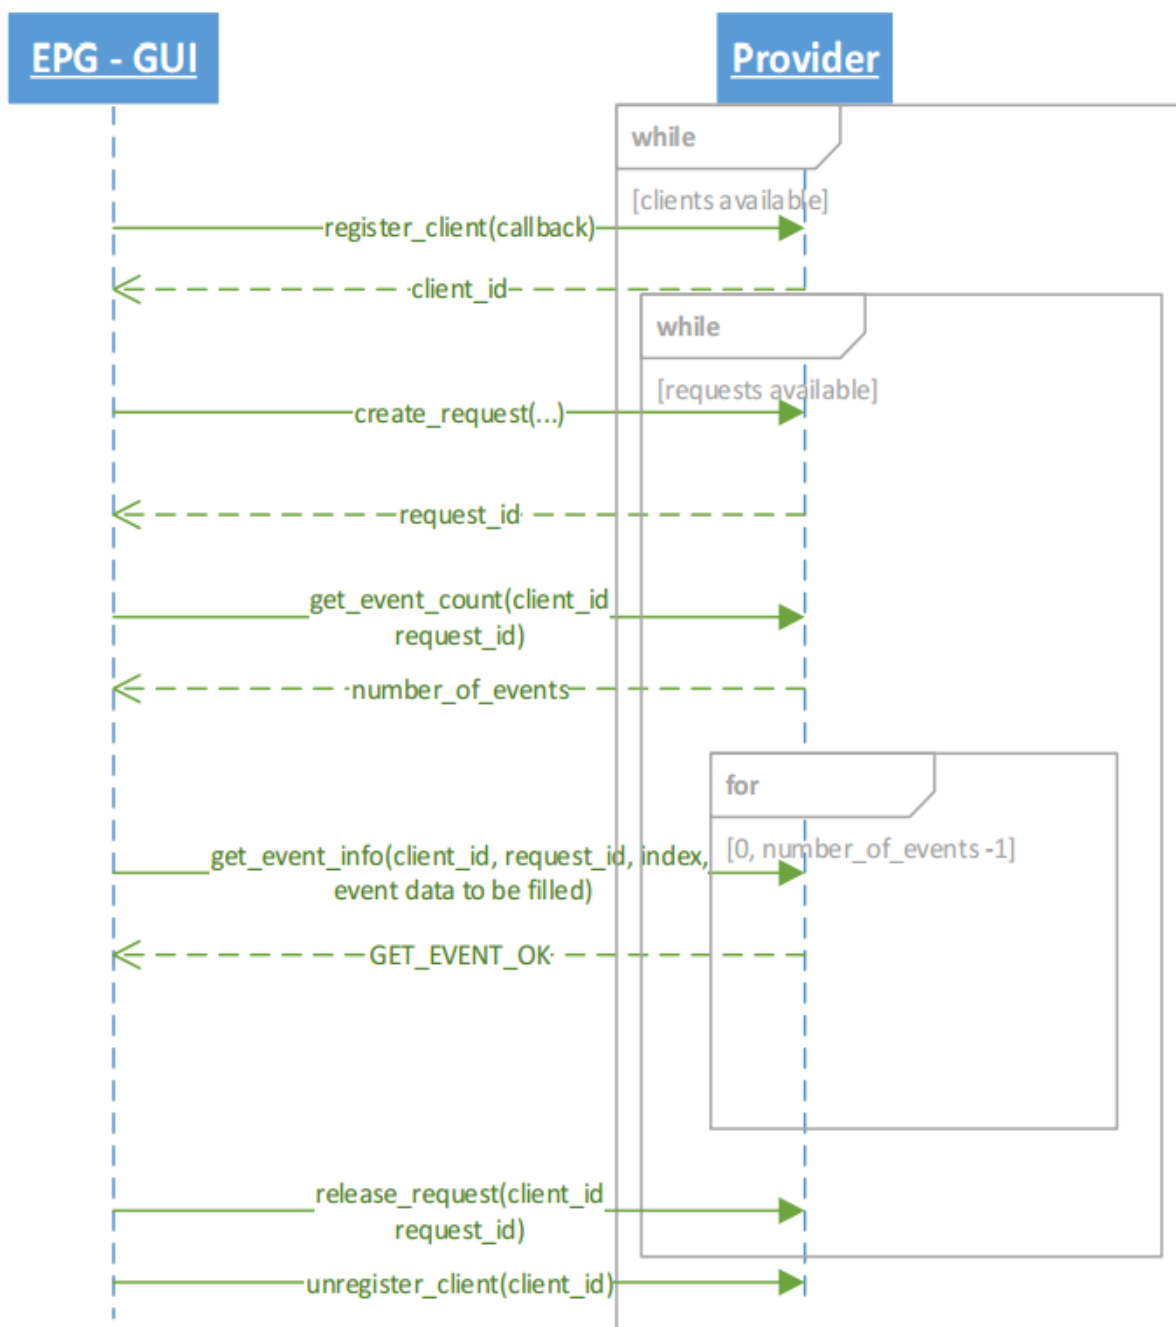 EPG - GUI
Provider
while
[clients available]
register_client(callback)
client_id
while
[requests available]
create_request(...)
request_id
get_event_count(client_id
request_id)
number_of_events
for
[0, number_of_events -1]
get_event_info(client_id, request_id, index,
event data to be filled)
GET_EVENT_OK
release_request(client_id
request_id)
unregister_client(client_id)